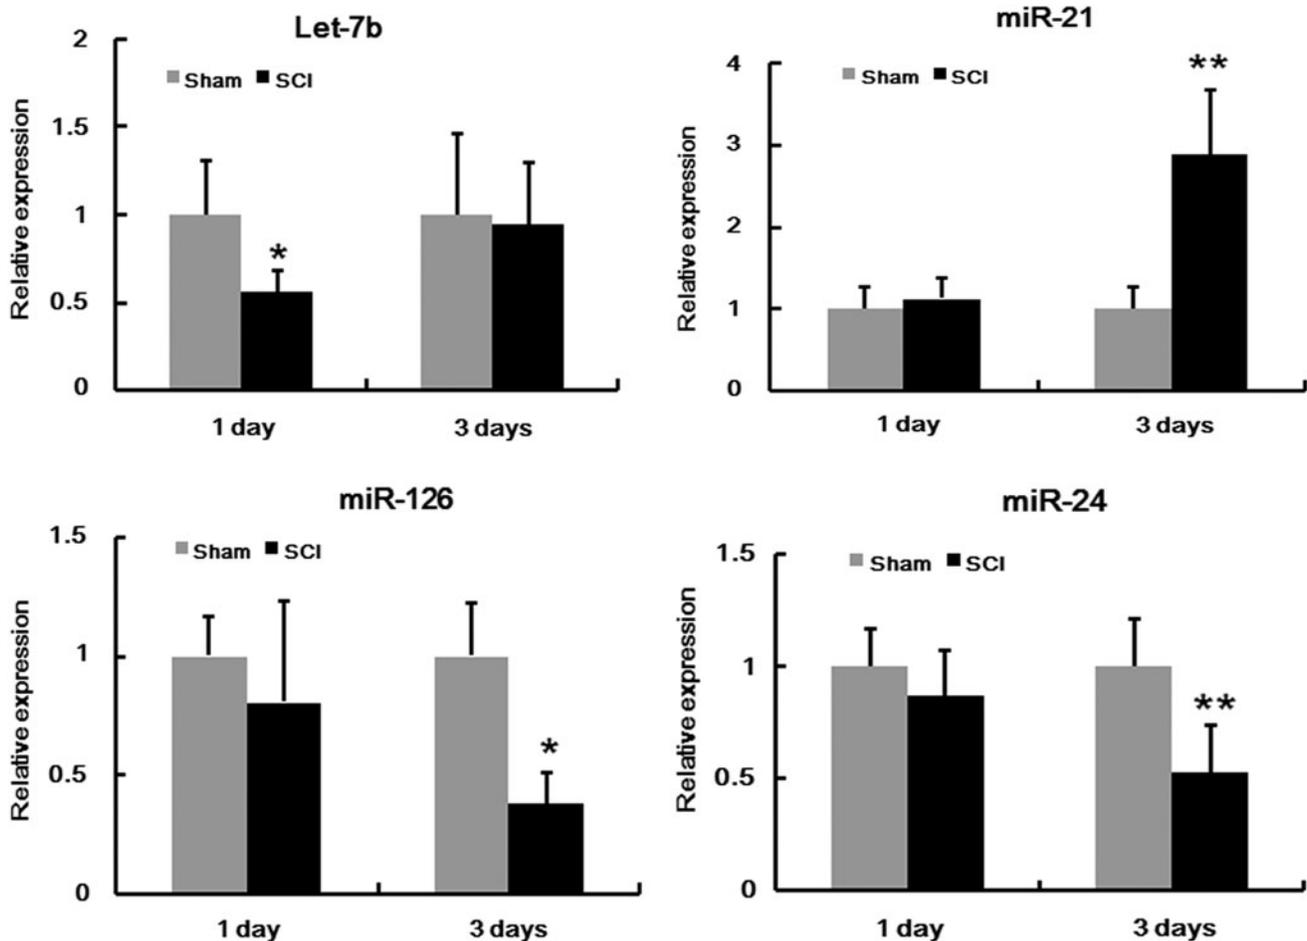 Let-7b
2
1.5
1
0.5
0
Relative expression
Sham SCI
*
1 day 3 days
miR-21
4
3
2
1
0
Relative expression
Sham SCI
**
1 day 3 days
miR-126
1.5
1
0.5
0
Relative expression
Sham SCI
*
1 day 3 days
miR-24
1.5
1
0.5
0
Relative expression
Sham SCI
**
1 day 3 days